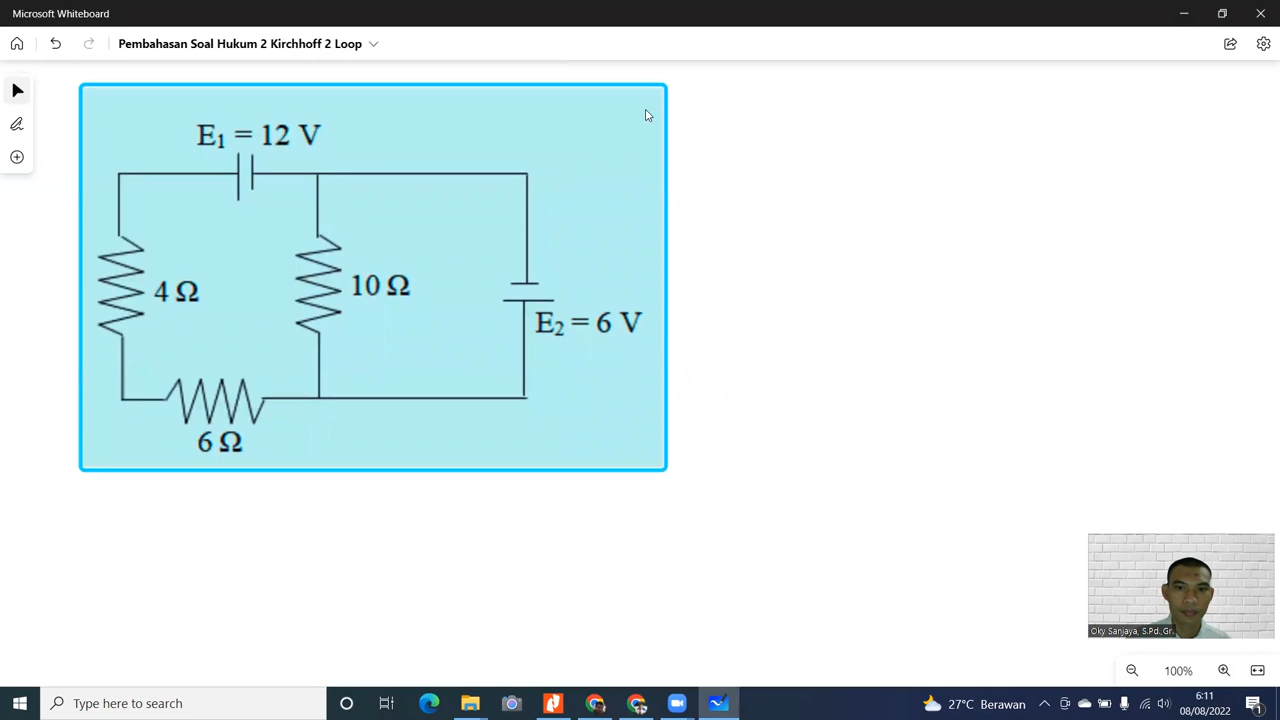 Microsoft Whiteboard
Pembahasan Soal Hukum 2 Kirchhoff 2 Loop
E₁ = 12 V
4 Ω
10 Ω
E₂ = 6 V
6 Ω
Oky Sanjaya, S.Pd.,Gr.
100%
Type here to search
27°C Berawan
6:11
08/08/2022
1